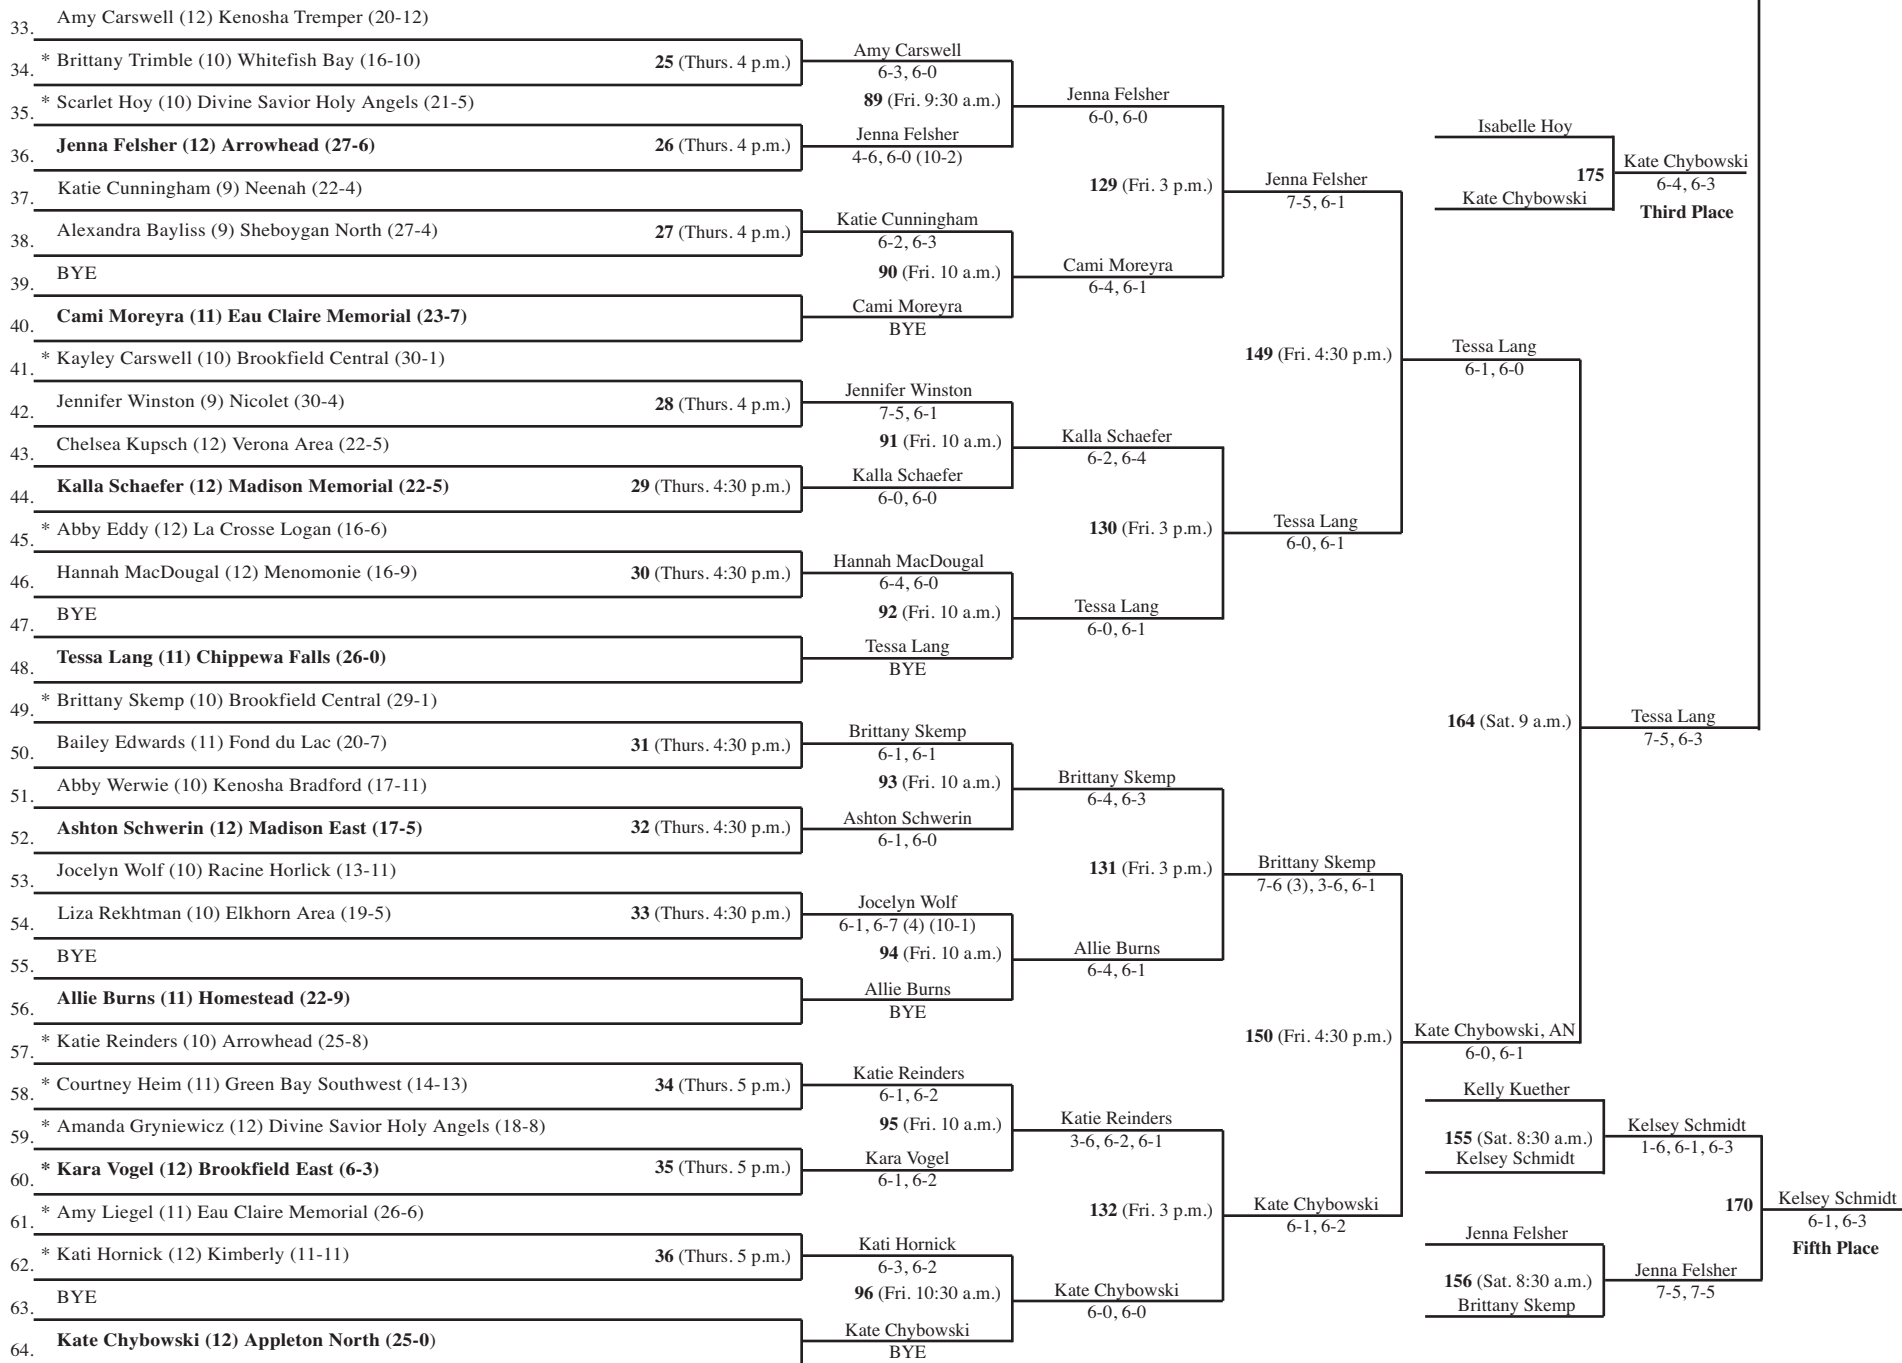 33. Amy Carswell (12) Kenosha Tremper (20-12)
34. * Brittany Trimble (10) Whitefish Bay (16-10)
25 (Thurs. 4 p.m.)
35. * Scarlet Hoy (10) Divine Savior Holy Angels (21-5)
36. Jenna Felsher (12) Arrowhead (27-6)
26 (Thurs. 4 p.m.)
37. Katie Cunningham (9) Neenah (22-4)
38. Alexandra Bayliss (9) Sheboygan North (27-4)
27 (Thurs. 4 p.m.)
39. BYE
40. Cami Moreyra (11) Eau Claire Memorial (23-7)
41. * Kayley Carswell (10) Brookfield Central (30-1)
42. Jennifer Winston (9) Nicolet (30-4)
28 (Thurs. 4 p.m.)
43. Chelsea Kupsch (12) Verona Area (22-5)
44. Kalla Schaefer (12) Madison Memorial (22-5)
29 (Thurs. 4:30 p.m.)
45. * Abby Eddy (12) La Crosse Logan (16-6)
46. Hannah MacDougal (12) Menomonie (16-9)
30 (Thurs. 4:30 p.m.)
47. BYE
48. Tessa Lang (11) Chippewa Falls (26-0)
49. * Brittany Skemp (10) Brookfield Central (29-1)
50. Bailey Edwards (11) Fond du Lac (20-7)
31 (Thurs. 4:30 p.m.)
51. Abby Werwie (10) Kenosha Bradford (17-11)
52. Ashton Schwerin (12) Madison East (17-5)
32 (Thurs. 4:30 p.m.)
53. Jocelyn Wolf (10) Racine Horlick (13-11)
54. Liza Rekhtman (10) Elkhorn Area (19-5)
33 (Thurs. 4:30 p.m.)
55. BYE
56. Allie Burns (11) Homestead (22-9)
57. * Katie Reinders (10) Arrowhead (25-8)
58. * Courtney Heim (11) Green Bay Southwest (14-13)
34 (Thurs. 5 p.m.)
59. * Amanda Gryniewicz (12) Divine Savior Holy Angels (18-8)
60. * Kara Vogel (12) Brookfield East (6-3)
35 (Thurs. 5 p.m.)
61. * Amy Liegel (11) Eau Claire Memorial (26-6)
62. * Kati Hornick (12) Kimberly (11-11)
36 (Thurs. 5 p.m.)
63. BYE
64. Kate Chybowski (12) Appleton North (25-0)
Amy Carswell
6-3, 6-0
89 (Fri. 9:30 a.m.)
Jenna Felsher
4-6, 6-0 (10-2)
Katie Cunningham
6-2, 6-3
90 (Fri. 10 a.m.)
Cami Moreyra
BYE
Jennifer Winston
7-5, 6-1
91 (Fri. 10 a.m.)
Kalla Schaefer
6-0, 6-0
Hannah MacDougal
6-4, 6-0
92 (Fri. 10 a.m.)
Tessa Lang
BYE
Brittany Skemp
6-1, 6-1
93 (Fri. 10 a.m.)
Ashton Schwerin
6-1, 6-0
Jocelyn Wolf
6-1, 6-7 (4) (10-1)
94 (Fri. 10 a.m.)
Allie Burns
BYE
Katie Reinders
6-1, 6-2
95 (Fri. 10 a.m.)
Kara Vogel
6-1, 6-2
Kati Hornick
6-3, 6-2
96 (Fri. 10:30 a.m.)
Kate Chybowski
BYE
Jenna Felsher
6-0, 6-0
129 (Fri. 3 p.m.)
Cami Moreyra
6-4, 6-1
Kalla Schaefer
6-2, 6-4
130 (Fri. 3 p.m.)
Tessa Lang
6-0, 6-1
Brittany Skemp
6-4, 6-3
131 (Fri. 3 p.m.)
Allie Burns
6-4, 6-1
Katie Reinders
3-6, 6-2, 6-1
132 (Fri. 3 p.m.)
Kate Chybowski
6-0, 6-0
Jenna Felsher
7-5, 6-1
149 (Fri. 4:30 p.m.)
Tessa Lang
6-0, 6-1
Brittany Skemp
7-6 (3), 3-6, 6-1
150 (Fri. 4:30 p.m.)
Kate Chybowski
6-1, 6-2
Tessa Lang
6-1, 6-0
164 (Sat. 9 a.m.)
Kate Chybowski, AN
6-0, 6-1
Tessa Lang
7-5, 6-3
Isabelle Hoy
175
Kate Chybowski
Kate Chybowski
6-4, 6-3
Third Place
Kelly Kuether
155 (Sat. 8:30 a.m.)
Kelsey Schmidt
Kelsey Schmidt
1-6, 6-1, 6-3
170
Jenna Felsher
156 (Sat. 8:30 a.m.)
Brittany Skemp
Jenna Felsher
7-5, 7-5
Kelsey Schmidt
6-1, 6-3
Fifth Place